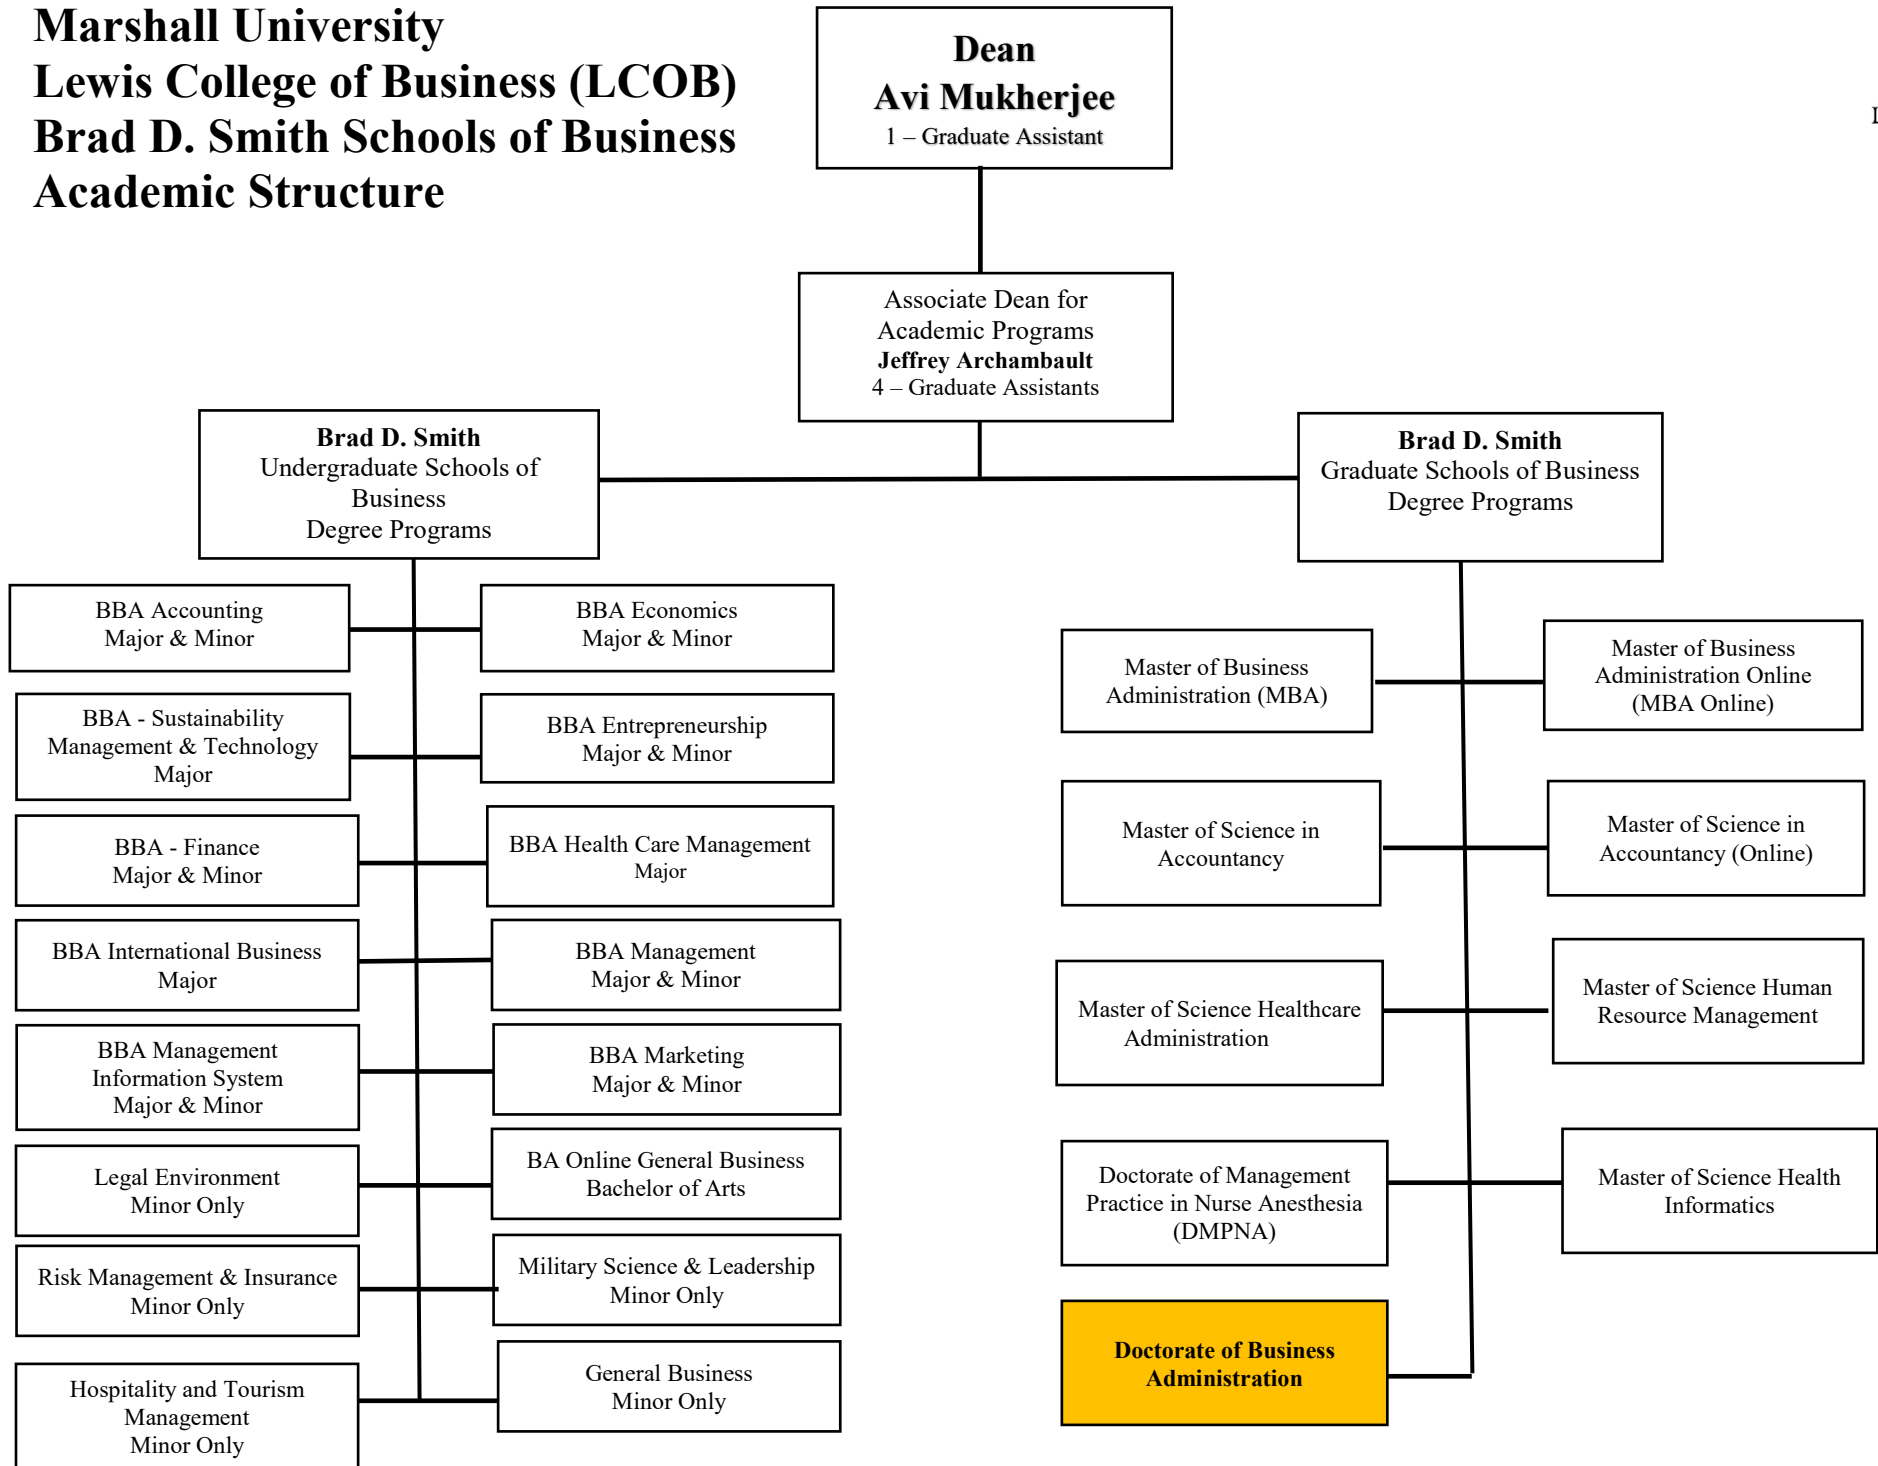 Marshall University
Lewis College of Business (LCOB)
Brad D. Smith Schools of Business
Academic Structure
Dean
Avi Mukherjee
1 – Graduate Assistant
Associate Dean for
Academic Programs
Jeffrey Archambault
4 – Graduate Assistants
Brad D. Smith
Undergraduate Schools of
Business
Degree Programs
Brad D. Smith
Graduate Schools of Business
Degree Programs
BBA Accounting
Major & Minor
BBA Economics
Major & Minor
BBA - Sustainability
Management & Technology
Major
BBA Entrepreneurship
Major & Minor
BBA - Finance
Major & Minor
BBA Health Care Management
Major
BBA International Business
Major
BBA Management
Major & Minor
BBA Management
Information System
Major & Minor
BBA Marketing
Major & Minor
Legal Environment
Minor Only
BA Online General Business
Bachelor of Arts
Risk Management & Insurance
Minor Only
Military Science & Leadership
Minor Only
Hospitality and Tourism
Management
Minor Only
General Business
Minor Only
Master of Business
Administration (MBA)
Master of Business
Administration Online
(MBA Online)
Master of Science in
Accountancy
Master of Science in
Accountancy (Online)
Master of Science Healthcare
Administration
Master of Science Human
Resource Management
Doctorate of Management
Practice in Nurse Anesthesia
(DMPNA)
Master of Science Health
Informatics
Doctorate of Business
Administration